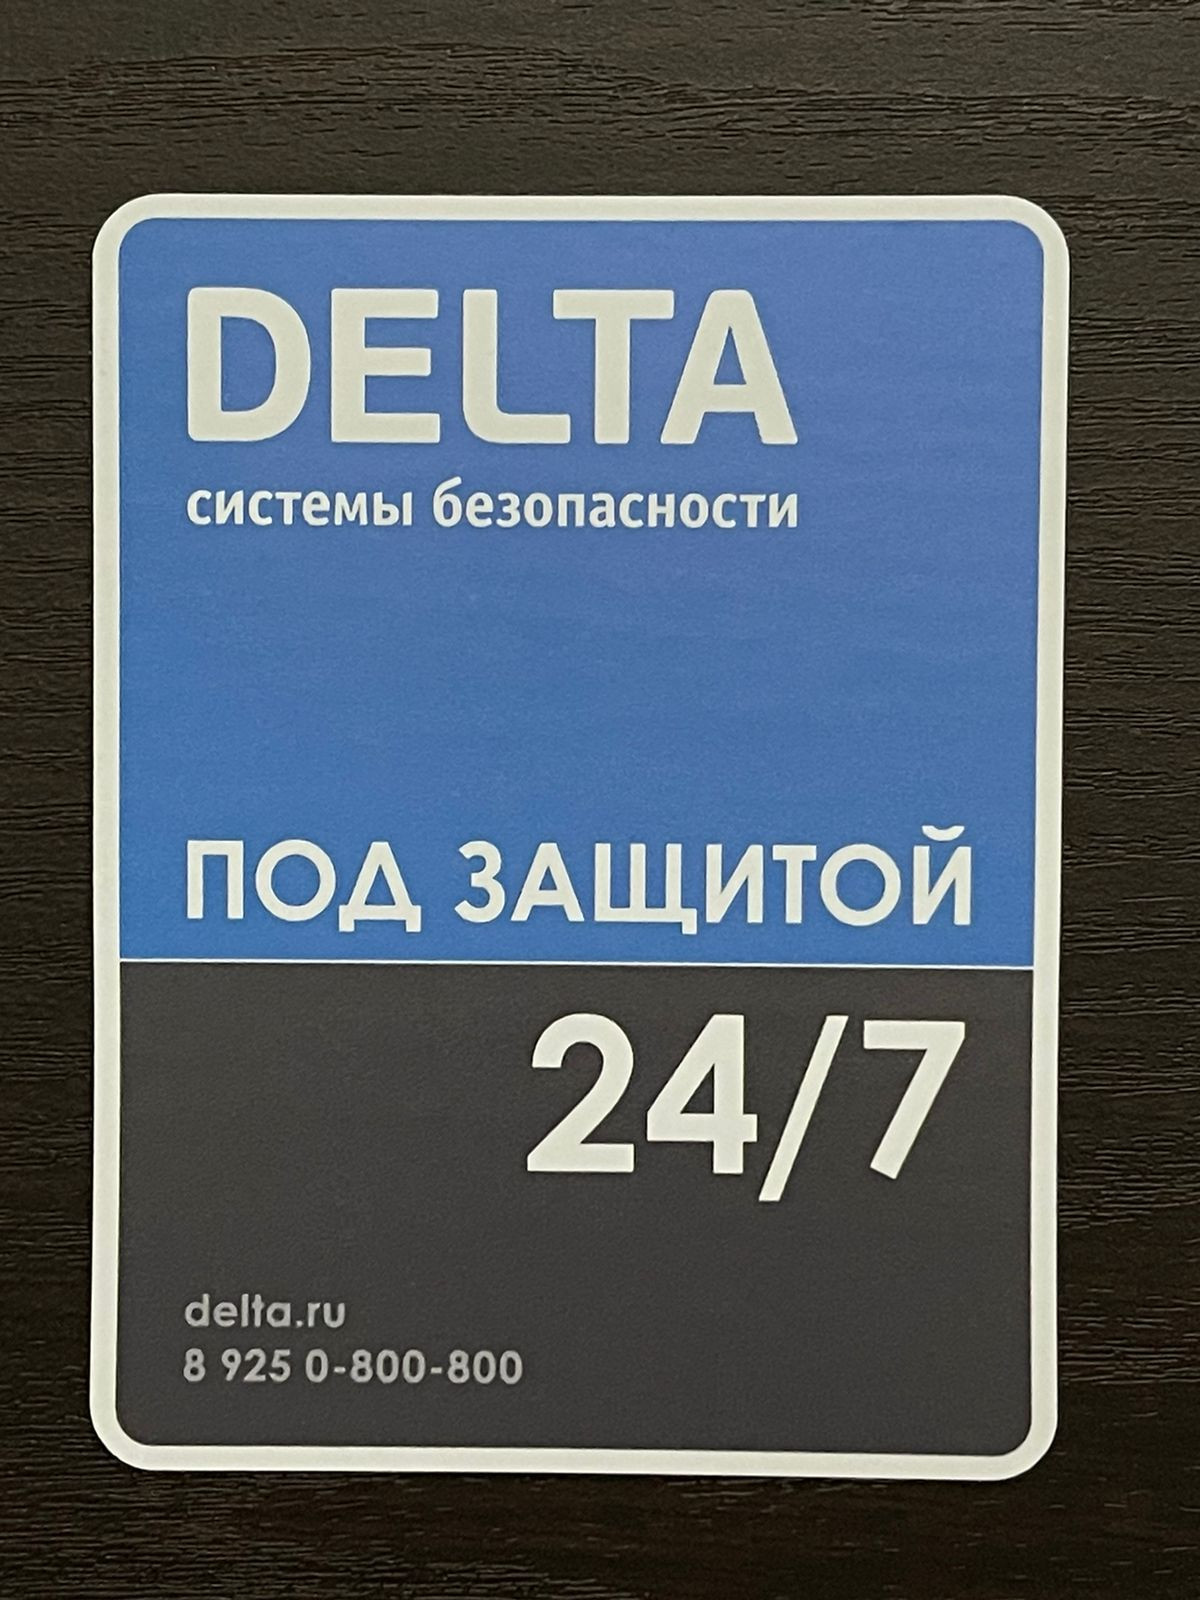 DELTA
системы безопасности
ПОД ЗАЩИТОЙ
24/7
delta.ru
8 925 0-800-800